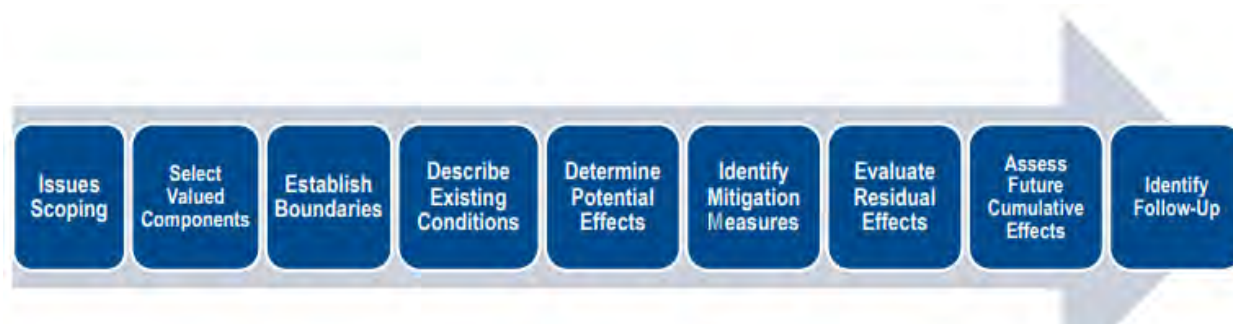 Issues
Scoping
Select
Valued
Components
Establish
Boundaries
Describe
Existing
Conditions
Determine
Potential
Effects
Identify
Mitigation
Measures
Evaluate
Residual
Effects
Assess
Future
Cumulative
Effects
Identify
Follow-Up